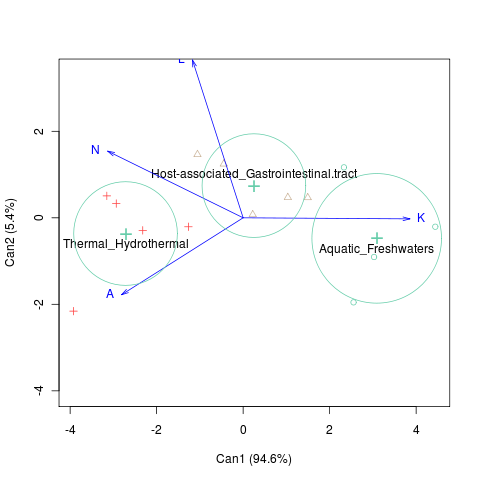 L
N
Host-associated_Gastrointestinal.tract
K
Thermal_Hydrothermal
Aquatic_Freshwaters
A
Can2 (5.4%)
2
0
-2
-4
-4
-2
0
2
4
Can1 (94.6%)